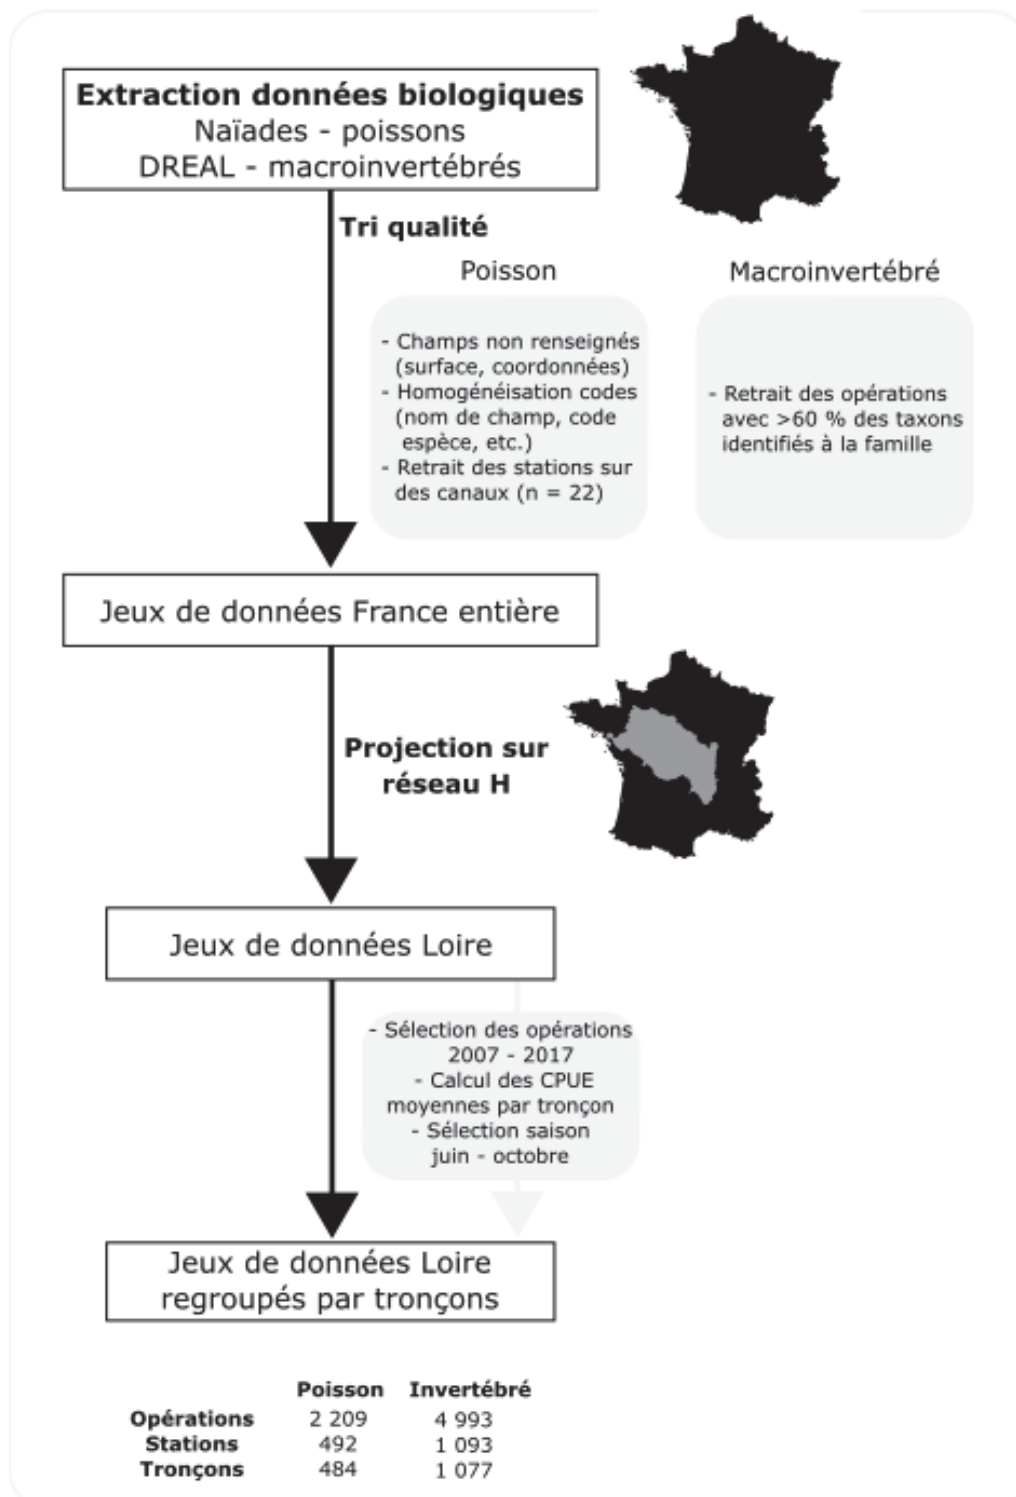 Extraction données biologiques
Naïades - poissons
DREAL - macroinvertébrés
Tri qualité
Poisson
- Champs non renseignés
(surface, coordonnées)
- Homogénéisation codes
(nom de champ, code
espèce, etc.)
- Retrait des stations sur
des canaux (n = 22)
Macroinvertébré
- Retrait des opérations
avec >60 % des taxons
identifiés à la famille
Jeux de données France entière
Projection sur
réseau H
Jeux de données Loire
- Sélection des opérations
2007 - 2017
- Calcul des CPUE
moyennes par tronçon
- Sélection saison
juin - octobre
Jeux de données Loire
regroupés par tronçons
Poisson Invertébré
Opérations 2 209 4 993
Stations 492 1 093
Tronçons 484 1 077